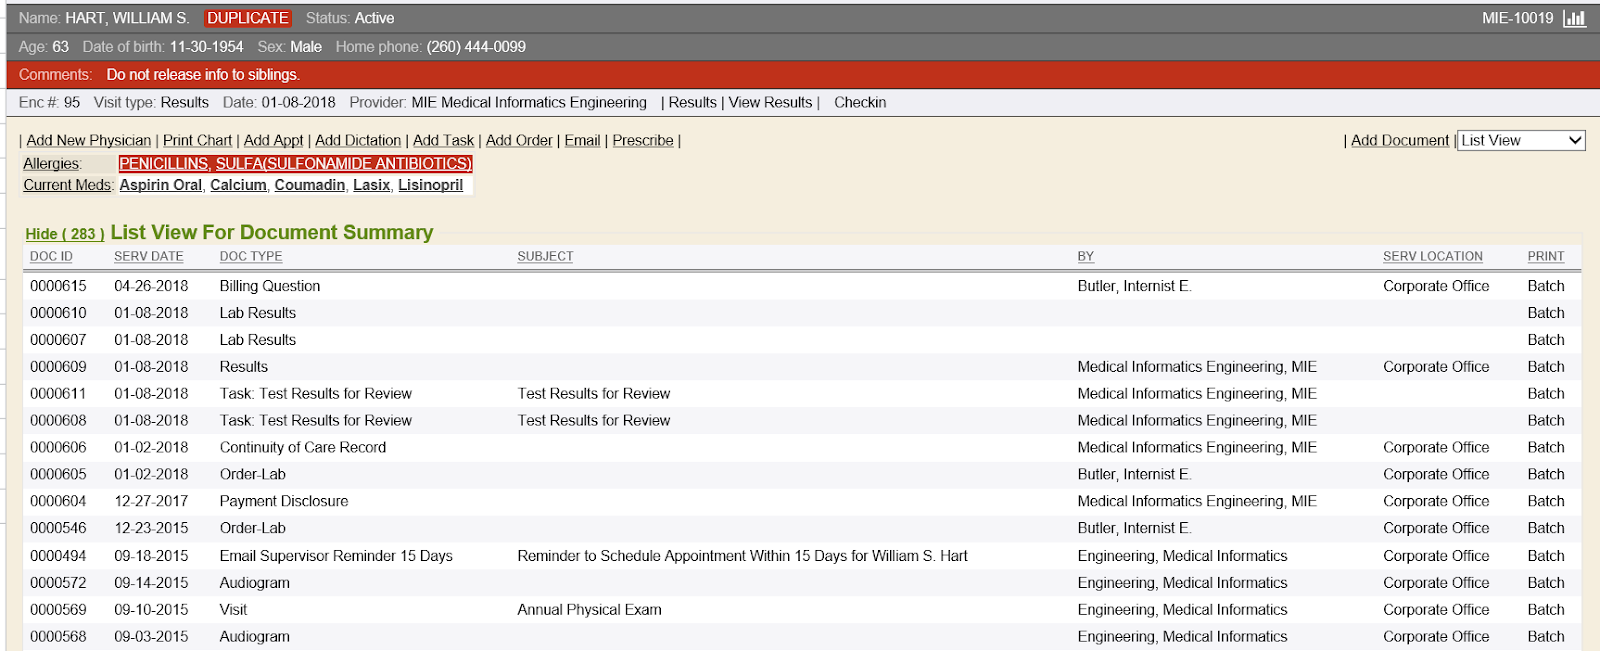 Name: HART, WILLIAM S. DUPLICATE Status: Active MIE-10019
Age: 63 Date of birth: 11-30-1954 Sex: Male Home phone: (260) 444-0099
Comments: Do not release info to siblings.
Enc #: 95 Visit type: Results Date: 01-08-2018 Provider: MIE Medical Informatics Engineering | Results | View Results | Checkin
| Add New Physician | Print Chart | Add Appt | Add Dictation | Add Task | Add Order | Email | Prescribe | | Add Document | List View
Allergies: PENICILLINS, SULFA(SULFONAMIDE ANTIBIOTICS)
Current Meds: Aspirin Oral, Calcium, Coumadin, Lasix, Lisinopril
Hide ( 283 ) List View For Document Summary
DOC ID SERV DATE DOC TYPE SUBJECT BY SERV LOCATION PRINT
0000615 04-26-2018 Billing Question Butler, Internist E. Corporate Office Batch
0000610 01-08-2018 Lab Results Batch
0000607 01-08-2018 Lab Results Batch
0000609 01-08-2018 Results Medical Informatics Engineering, MIE Corporate Office Batch
0000611 01-08-2018 Task: Test Results for Review Test Results for Review Medical Informatics Engineering, MIE Batch
0000608 01-08-2018 Task: Test Results for Review Test Results for Review Medical Informatics Engineering, MIE Batch
0000606 01-02-2018 Continuity of Care Record Medical Informatics Engineering, MIE Corporate Office Batch
0000605 01-02-2018 Order-Lab Butler, Internist E. Corporate Office Batch
0000604 12-27-2017 Payment Disclosure Medical Informatics Engineering, MIE Corporate Office Batch
0000546 12-23-2015 Order-Lab Butler, Internist E. Corporate Office Batch
0000494 09-18-2015 Email Supervisor Reminder 15 Days Reminder to Schedule Appointment Within 15 Days for William S. Hart Engineering, Medical Informatics Corporate Office Batch
0000572 09-14-2015 Audiogram Engineering, Medical Informatics Corporate Office Batch
0000569 09-10-2015 Visit Annual Physical Exam Engineering, Medical Informatics Corporate Office Batch
0000568 09-03-2015 Audiogram Engineering, Medical Informatics Corporate Office Batch